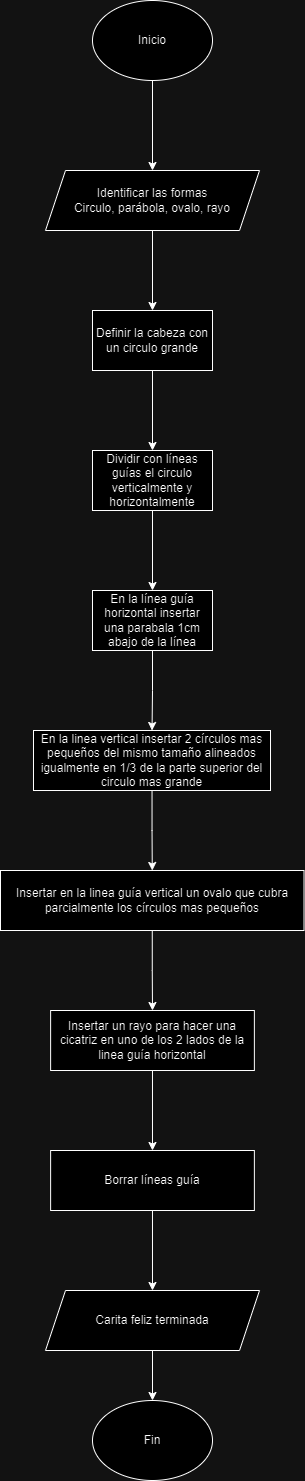 Inicio
Identificar las formas
Circulo, parábola, ovalo, rayo
Definir la cabeza con
un circulo grande
Dividir con líneas
guías el circulo
verticalmente y
horizontalmente
En la línea guía
horizontal insertar
una parabala 1cm
abajo de la línea
En la linea vertical insertar 2 círculos mas
pequeños del mismo tamaño alineados
igualmente en 1/3 de la parte superior del
circulo mas grande
Insertar en la linea guía vertical un ovalo que cubra
parcialmente los círculos mas pequeños
Insertar un rayo para hacer una
cicatriz en uno de los 2 lados de la
linea guía horizontal
Borrar líneas guía
Carita feliz terminada
Fin